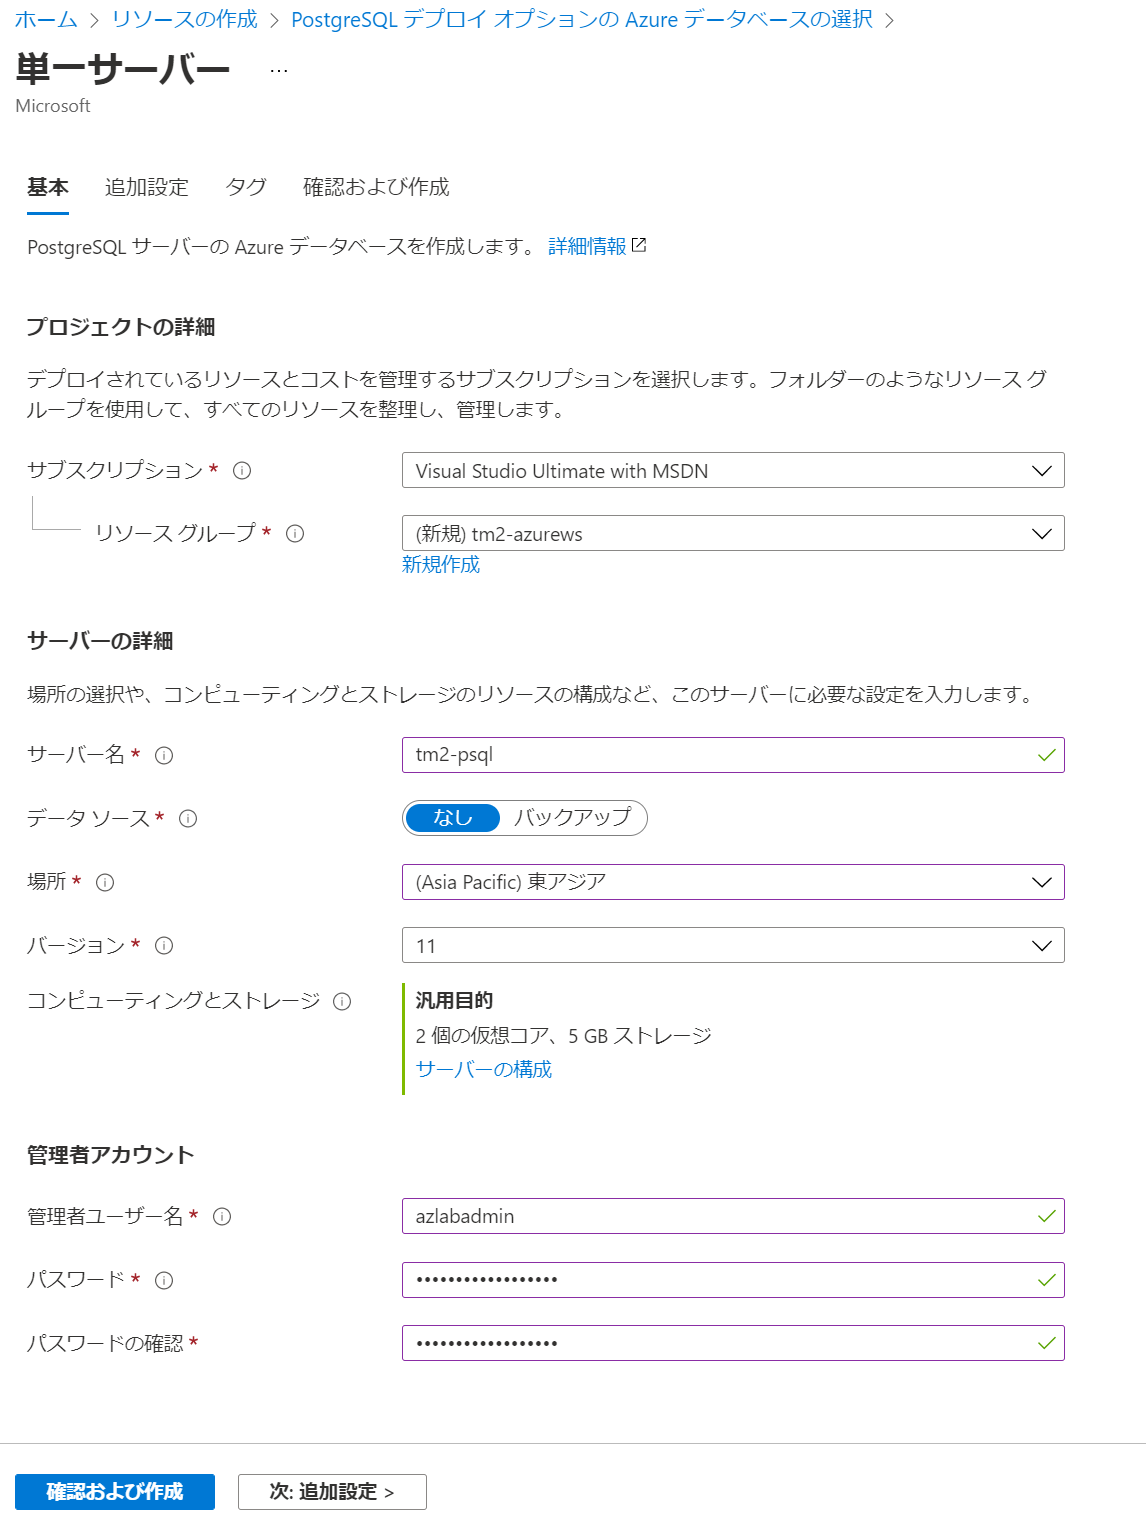 ホーム > リソースの作成 > PostgreSQL デプロイ オプションの Azure データベースの選択 >
単一サーバー …
Microsoft
基本 追加設定 タグ 確認および作成
PostgreSQL サーバーの Azure データベースを作成します。 詳細情報
プロジェクトの詳細
デプロイされているリソースとコストを管理するサブスクリプションを選択します。フォルダーのようなリソース グ
ループを使用して、すべてのリソースを整理し、管理します。
サブスクリプション * Visual Studio Ultimate with MSDN
リソース グループ * (新規) tm2-azurews
新規作成
サーバーの詳細
場所の選択や、コンピューティングとストレージのリソースの構成など、このサーバーに必要な設定を入力します。
サーバー名 * tm2-psql
データ ソース * なし バックアップ
場所 * (Asia Pacific) 東アジア
バージョン * 11
コンピューティングとストレージ 汎用目的
2 個の仮想コア、5 GB ストレージ
サーバーの構成
管理者アカウント
管理者ユーザー名 * azlabadmin
パスワード * ••••••••••••••••••
パスワードの確認 * ••••••••••••••••••
確認および作成 次: 追加設定 >